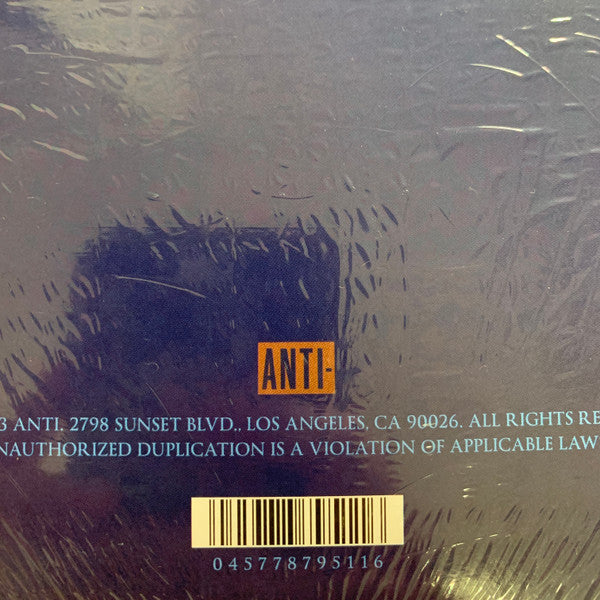 ANTI-
3 ANTI. 2798 SUNSET BLVD., LOS ANGELES, CA 90026. ALL RIGHTS RE
NAUTHORIZED DUPLICATION IS A VIOLATION OF APPLICABLE LAW
045778795116